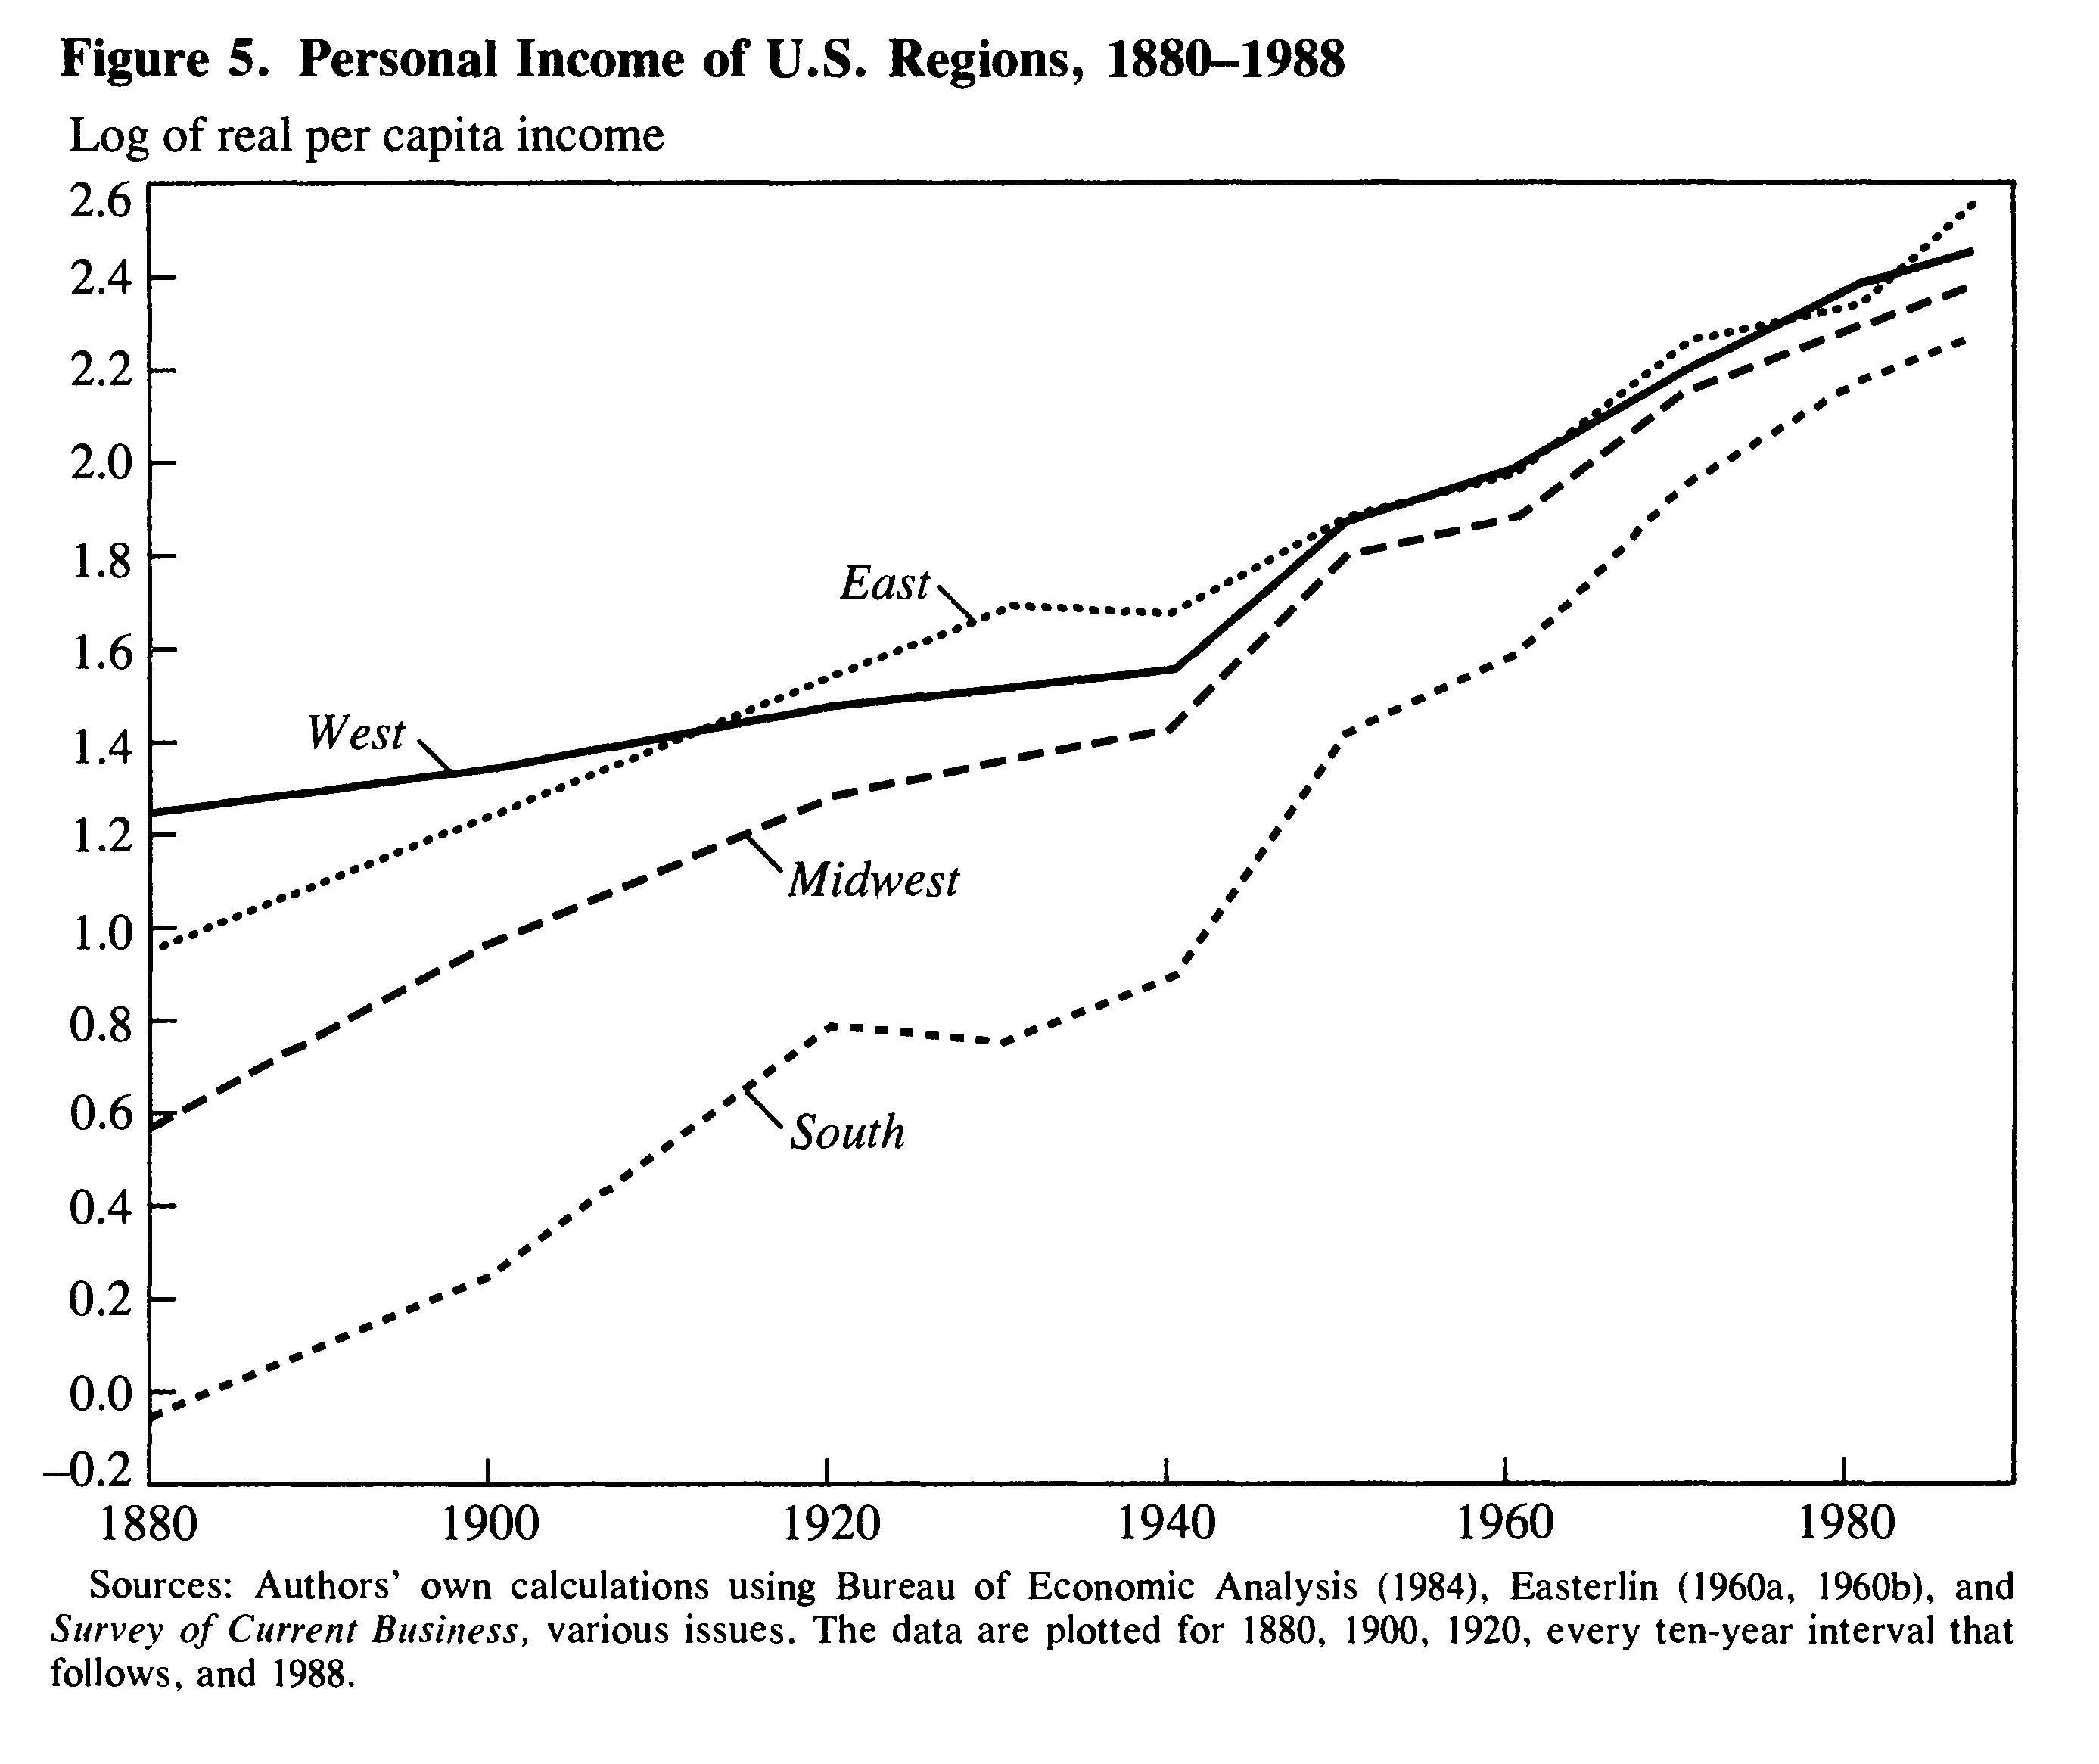 Figure 5. Personal Income of U.S. Regions, 1880–1988
Log of real per capita income
2.6
2.4
2.2
2.0
1.8
East
1.6
West
1.4
1.2
Midwest
1.0
0.8
0.6
South
0.4
0.2
0.0
–0.2
1880 1900 1920 1940 1960 1980
Sources: Authors’ own calculations using Bureau of Economic Analysis (1984), Easterlin (1960a, 1960b), and
Survey of Current Business, various issues. The data are plotted for 1880, 1900, 1920, every ten-year interval that
follows, and 1988.